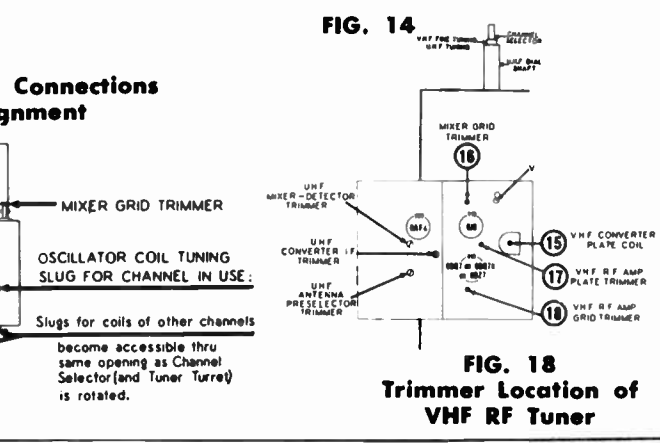 FIG. 14
Connections
gnment
MIXER GRID TRIMMER
OSCILLATOR COIL TUNING
SLUG FOR CHANNEL IN USE:
Slugs for coils of other channels
become accessible thru
same opening as Channel
Selector (and Tuner Turret)
is rotated.
VHF FINE TUNING
UHF TUNING
CHANNEL
SELECTOR
UHF DIAL
SHAFT
MIXER GRID
TRIMMER
16
V
UHF
MIXER-DETECTOR
TRIMMER
6AF4
UHF
CONVERTER IF
TRIMMER
UHF
ANTENNA
PRESELECTOR
TRIMMER
15
VHF CONVERTER
PLATE COIL
17
VHF RF AMP
PLATE TRIMMER
18
VHF RF AMP
GRID TRIMMER
FIG. 18
Trimmer Location of
VHF RF Tuner